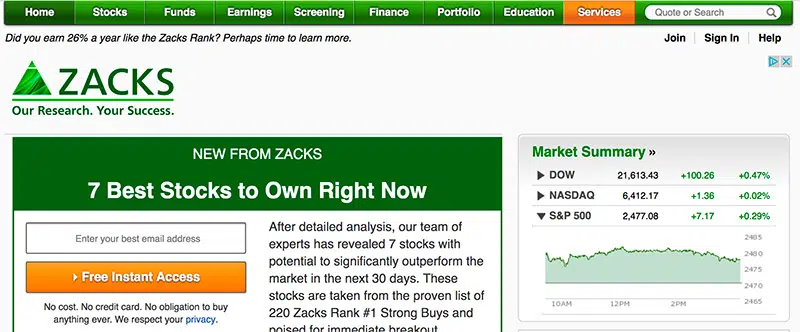 Home Stocks Funds Earnings Screening Finance Portfolio Education Services Quote or Search
Did you earn 26% a year like the Zacks Rank? Perhaps time to learn more.
Join Sign In Help
ZACKS
Our Research. Your Success.
NEW FROM ZACKS
7 Best Stocks to Own Right Now
Enter your best email address
› Free Instant Access
No cost. No credit card. No obligation to buy
anything ever. We respect your privacy.
After detailed analysis, our team of
experts has revealed 7 stocks with
potential to significantly outperform the
market in the next 30 days. These
stocks are taken from the proven list of
220 Zacks Rank #1 Strong Buys and
poised for immediate breakout.
Market Summary »
▶ DOW 21,613.43 +100.26 +0.47%
▶ NASDAQ 6,412.17 +1.36 +0.02%
▼ S&P 500 2,477.08 +7.17 +0.29%
2485
2480
2475
2470
2465
10AM 12PM 2PM